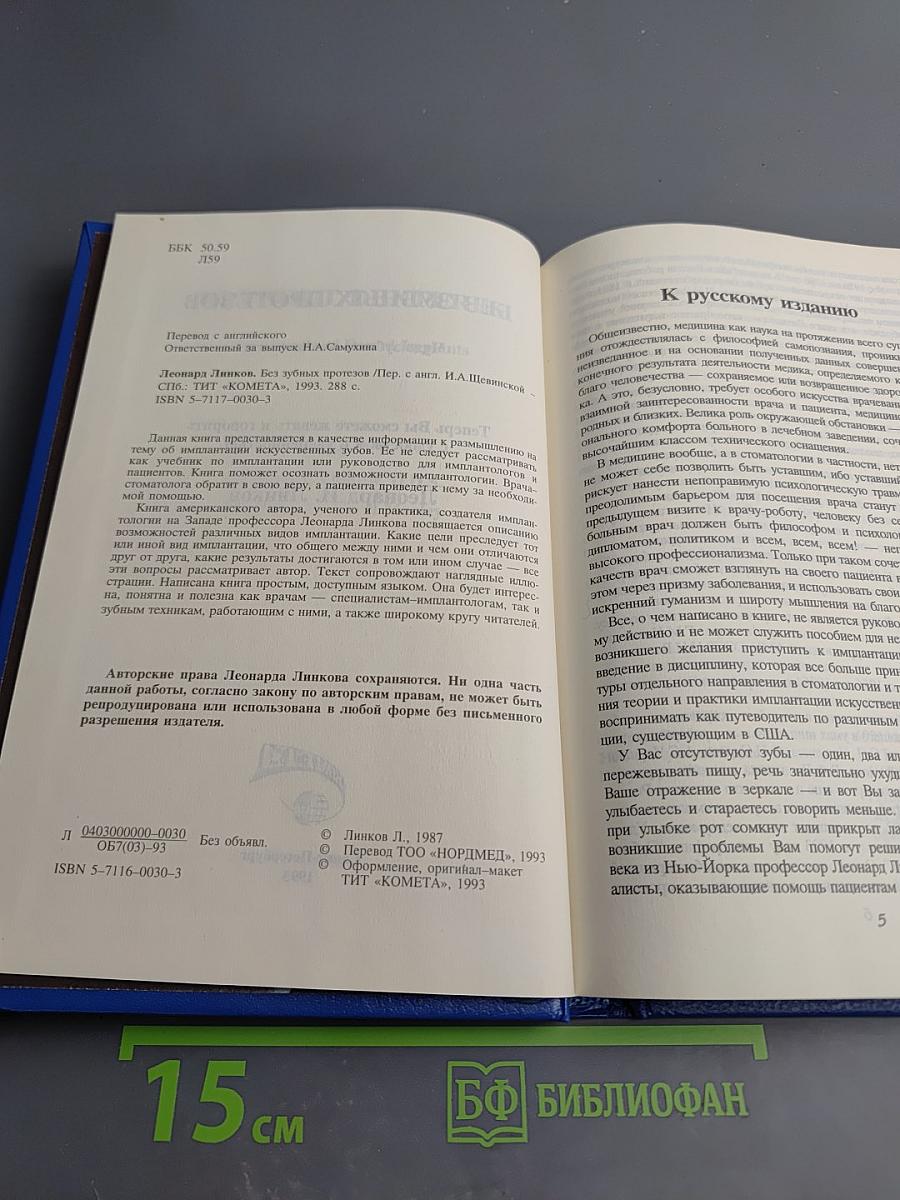 ББК 50.59
Л59
Перевод с английского
Ответственный за выпуск Н.А.Самухина
Леонард Линков. Без зубных протезов /Пер. с англ. И.А.Щевинской -
СПб.: ТИТ «КОМЕТА», 1993. 288 с.
ISBN 5–7117–0030–3
Данная книга представляется в качестве информации к размышлению на
тему об имплантации искусственных зубов. Ее не следует рассматривать
как учебник по имплантации или руководство для имплантологов и
пациентов. Книга поможет осознать возможности имплантологии. Врача-
стоматолога обратит в свою веру, а пациента приведет к нему за необходи-
мой помощью.
Книга американского автора, ученого и практика, создателя имплан-
тологии на Западе профессора Леонарда Линкова посвящается описанию
возможностей различных видов имплантации. Какие цели преследует тот
или иной вид имплантации, что общего между ними и чем они отличаются
друг от друга, какие результаты достигаются в том или ином случае — все
эти вопросы рассматривает автор. Текст сопровождают наглядные иллю-
страции. Написана книга простым, доступным языком. Она будет интерес-
на, понятна и полезна как врачам — специалистам–имплантологам, так и
зубным техникам, работающим с ними, а также широкому кругу читателей.
Авторские права Леонарда Линкова сохраняются. Ни одна часть
данной работы, согласно закону по авторским правам, не может быть
репродуцирована или использована в любой форме без письменного
разрешения издателя.
Л 0403000000–0030 Без объявл.
ОБ7(03)–93
ISBN 5–7116–0030–3
© Линков Л., 1987
© Перевод ТОО «НОРДМЕД», 1993
© Оформление, оригинал–макет
ТИТ «КОМЕТА», 1993
К русскому изданию
Общеизвестно, медицина как наука на протяжении всего су
ния отождествлялась с философией самопознания, проник
неизведанное и на основании полученных данных соверше
конечного результата деятельности медика, определяемого к
благо человечества — сохраняемое или возвращенное здоро
ка. А это, безусловно, требует особого искусства врачевани
взаимной заинтересованности врача и пациента, медицинс
родных и близких. Велика роль окружающей обстановки —
онального комфорта больного в лечебном заведении, соч
высочайшим классом технического оснащения.
В медицине вообще, а в стоматологии в частности, нет
не может себе позволить быть уставшим, ибо уставший
рискует нанести непоправимую психологическую травм
преодолимым барьером для посещения врача станут
предыдущем визите к врачу-роботу, человеку без се
больным врач должен быть философом и психоло
дипломатом, политиком и всем, всем, всем! — неп
высокого профессионализма. Только при таком соче
качеств врач сможет взглянуть на своего пациента в
этом через призму заболевания, и использовать свои
искренний гуманизм и широту мышления на благо
Все, о чем написано в книге, не является руково
му действию и не может служить пособием для не
возникшего желания приступить к имплантаци
введение в дисциплину, которая все больше прин
туры отдельного направления в стоматологии и т
ния теории и практики имплантации искусствен
воспринимать как путеводитель по различным
ции, существующим в США.
У Вас отсутствуют зубы — один, два ил
пережевывать пищу, речь значительно ухуд
Ваше отражение в зеркале — и вот Вы за
улыбаетесь и стараетесь говорить меньше.
при улыбке рот сомкнут или прикрыт ла
возникшие проблемы Вам помогут реши
века из Нью-Йорка профессор Леонард Л
алисты, оказывающие помощь пациентам
5
15 см
БФ БИБЛИОФАН